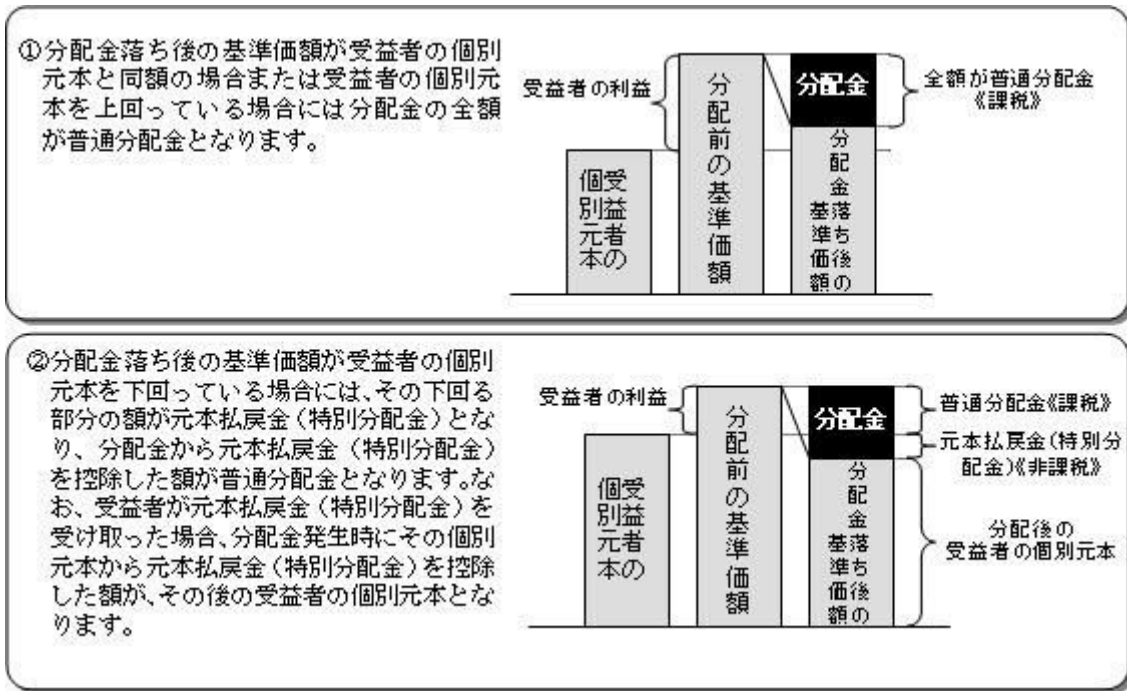 ①分配金落ち後の基準価額が受益者の個別
元本と同額の場合または受益者の個別元
本を上回っている場合には分配金の全額
が普通分配金となります。
受益者の利益
受益者の
個別元本
分配前の基準価額
分配金
分配金落ち後の
基準価額
全額が普通分配金
《課税》
②分配金落ち後の基準価額が受益者の個別
元本を下回っている場合には、その下回る
部分の額が元本払戻金(特別分配金)とな
り、分配金から元本払戻金(特別分配金)
を控除した額が普通分配金となります。な
お、受益者が元本払戻金(特別分配金)を
受け取った場合、分配金発生時にその個別
元本から元本払戻金(特別分配金)を控除
した額が、その後の受益者の個別元本とな
ります。
受益者の利益
受益者の
個別元本
分配前の基準価額
分配金
分配金落ち後の
基準価額
普通分配金《課税》
元本払戻金(特別分
配金)《非課税》
分配後の
受益者の個別元本